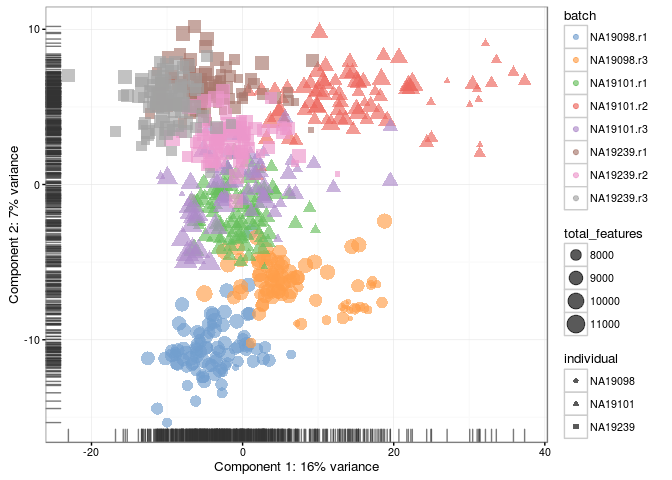 batch
NA19098.r1
NA19098.r3
NA19101.r1
NA19101.r2
NA19101.r3
NA19239.r1
NA19239.r2
NA19239.r3
total_features
8000
9000
10000
11000
individual
NA19098
NA19101
NA19239
Component 2: 7% variance
10
0
-10
-20
0
20
40
Component 1: 16% variance